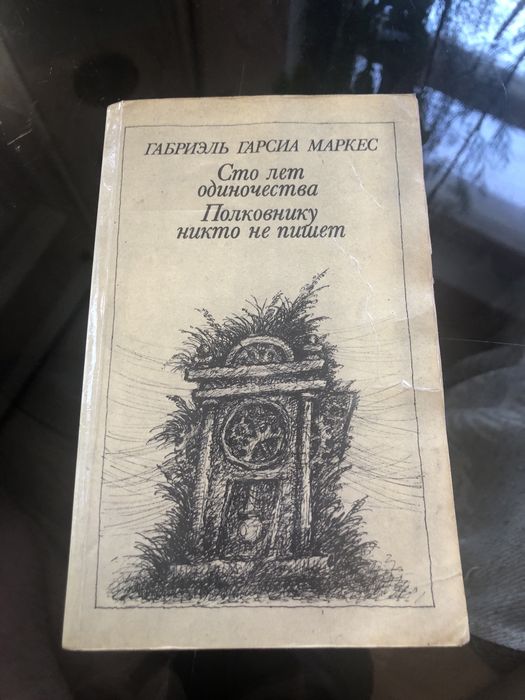 ГАБРИЭЛЬ ГАРСИА МАРКЕС
Сто лет
одиночества
Полковнику
никто не пишет